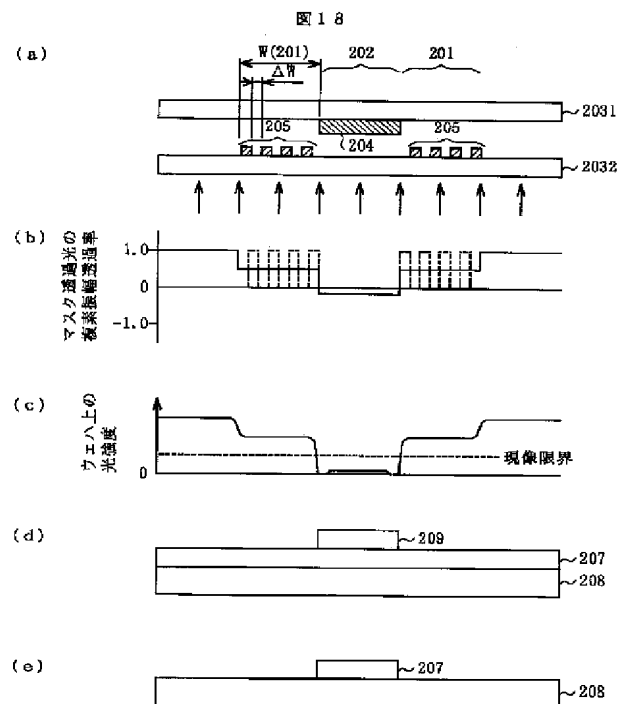 図18
(a)
W(201)
202
201
ΔW
2031
205
204
205
2032
(b)
マスク透過光の
複素振幅透過率
1.0
0
-1.0
(c)
ウェハ上の
光強度
0
現像限界
(d)
209
207
208
(e)
207
208